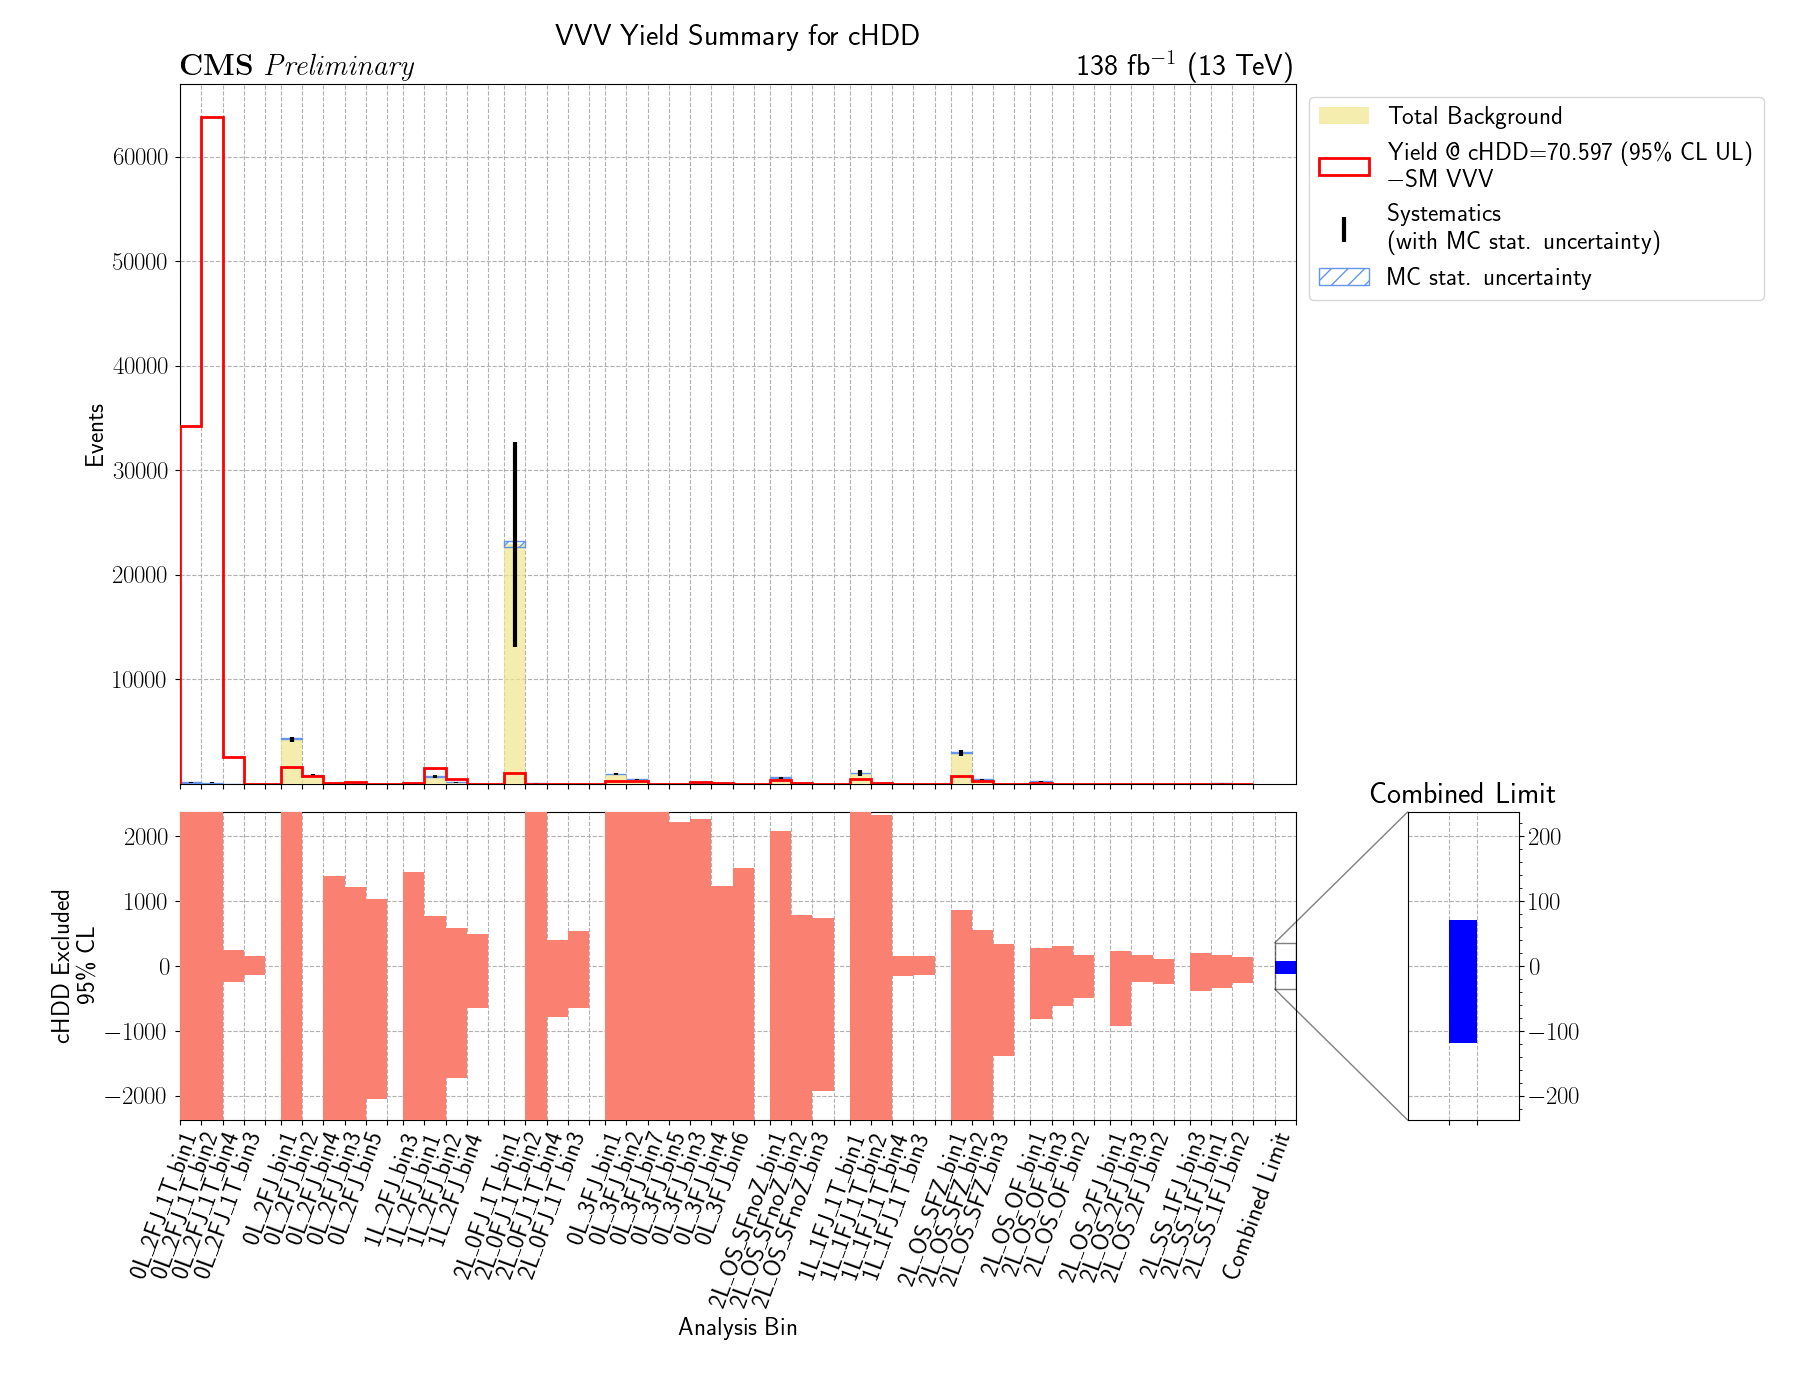 VVV Yield Summary for cHDD
CMS Preliminary
138 fb⁻¹ (13 TeV)
Total Background
Yield @ cHDD=70.597 (95% CL UL)
−SM VVV
Systematics
(with MC stat. uncertainty)
MC stat. uncertainty
60000
50000
40000
30000
20000
10000
Events
Combined Limit
2000
1000
0
−1000
−2000
cHDD Excluded
95% CL
200
100
0
−100
−200
0L_2FJ_1T_bin1
0L_2FJ_1T_bin2
0L_2FJ_1T_bin4
0L_2FJ_1T_bin3
0L_2FJ_bin1
0L_2FJ_bin2
0L_2FJ_bin4
0L_2FJ_bin3
0L_2FJ_bin5
1L_2FJ_bin3
1L_2FJ_bin1
1L_2FJ_bin2
1L_2FJ_bin4
2L_0FJ_1T_bin1
2L_0FJ_1T_bin2
2L_0FJ_1T_bin4
2L_0FJ_1T_bin3
0L_3FJ_bin1
0L_3FJ_bin2
0L_3FJ_bin7
0L_3FJ_bin5
0L_3FJ_bin3
0L_3FJ_bin4
0L_3FJ_bin6
2L_OS_SFnoZ_bin1
2L_OS_SFnoZ_bin2
2L_OS_SFnoZ_bin3
1L_1FJ_1T_bin1
1L_1FJ_1T_bin2
1L_1FJ_1T_bin4
1L_1FJ_1T_bin3
2L_OS_SFZ_bin1
2L_OS_SFZ_bin2
2L_OS_SFZ_bin3
2L_OS_OF_bin1
2L_OS_OF_bin3
2L_OS_OF_bin2
2L_OS_2FJ_bin1
2L_OS_2FJ_bin3
2L_OS_2FJ_bin2
2L_SS_1FJ_bin3
2L_SS_1FJ_bin1
2L_SS_1FJ_bin2
Combined Limit
Analysis Bin